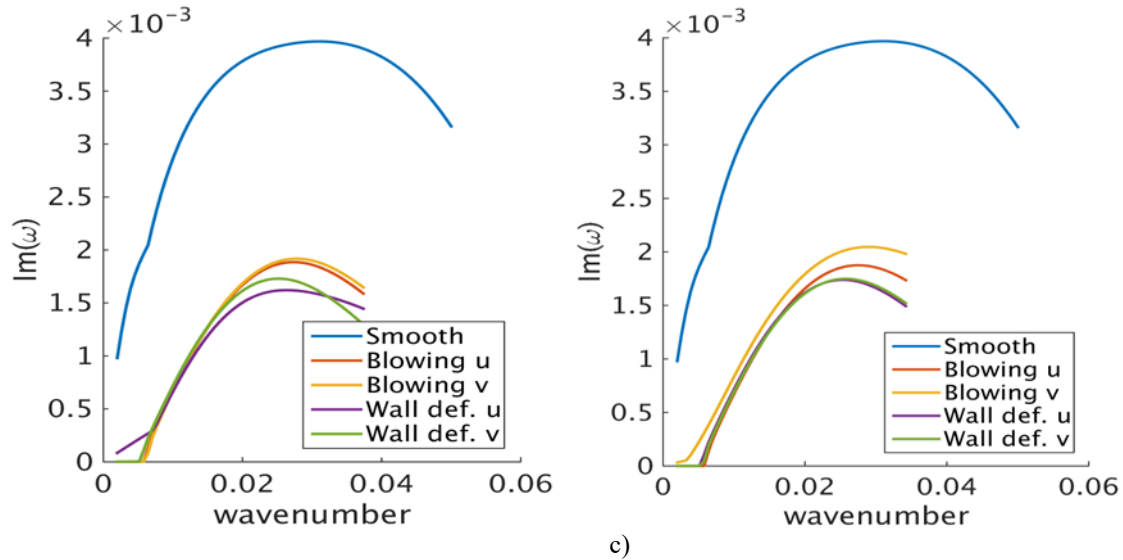 ×10⁻³
4
3.5
3
2.5
2
1.5
1
0.5
0
Im(ω)
0
0.02
0.04
0.06
wavenumber
Smooth
Blowing u
Blowing v
Wall def. u
Wall def. v
×10⁻³
4
3.5
3
2.5
2
1.5
1
0.5
0
Im(ω)
0
0.02
0.04
0.06
wavenumber
Smooth
Blowing u
Blowing v
Wall def. u
Wall def. v
c)